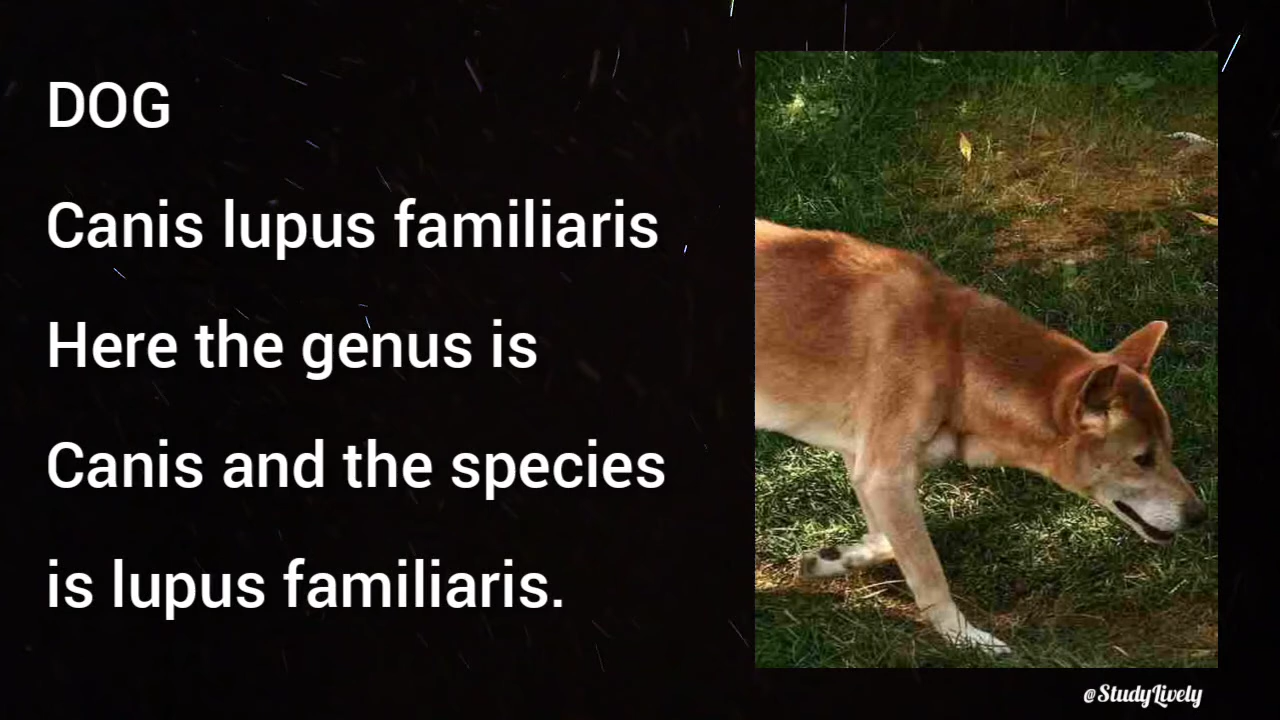 DOG
Canis lupus familiaris
Here the genus is
Canis and the species
is lupus familiaris.
@StudyLively